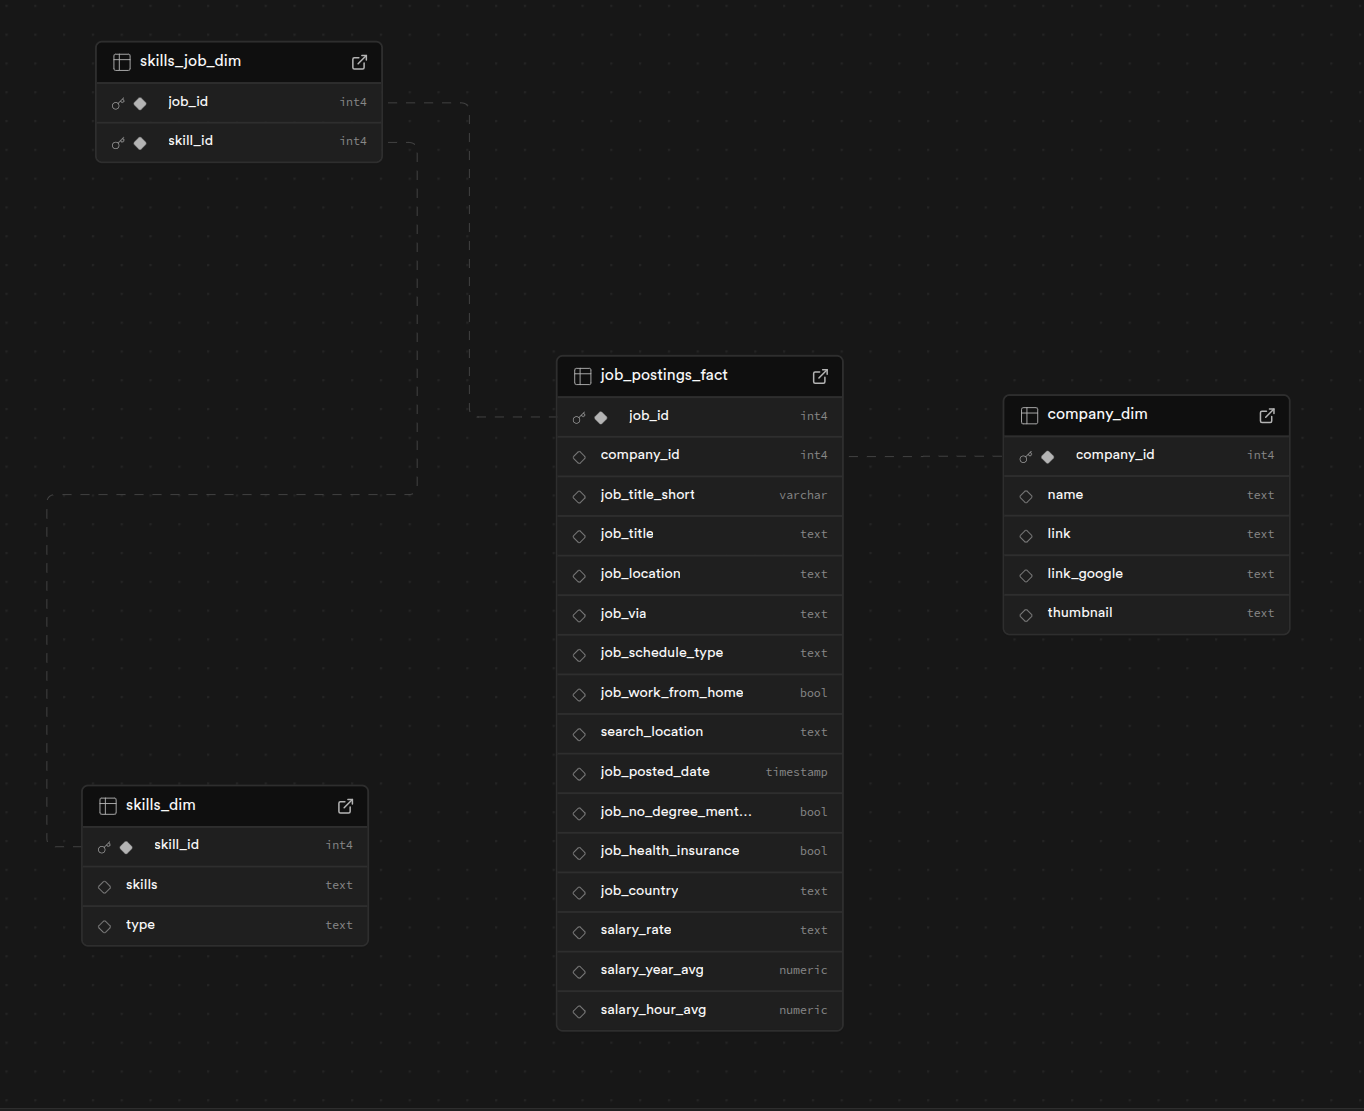 skills_job_dim
job_id int4
skill_id int4
job_postings_fact
job_id int4
company_id int4
job_title_short varchar
job_title text
job_location text
job_via text
job_schedule_type text
job_work_from_home bool
search_location text
job_posted_date timestamp
job_no_degree_ment... bool
job_health_insurance bool
job_country text
salary_rate text
salary_year_avg numeric
salary_hour_avg numeric
company_dim
company_id int4
name text
link text
link_google text
thumbnail text
skills_dim
skill_id int4
skills text
type text